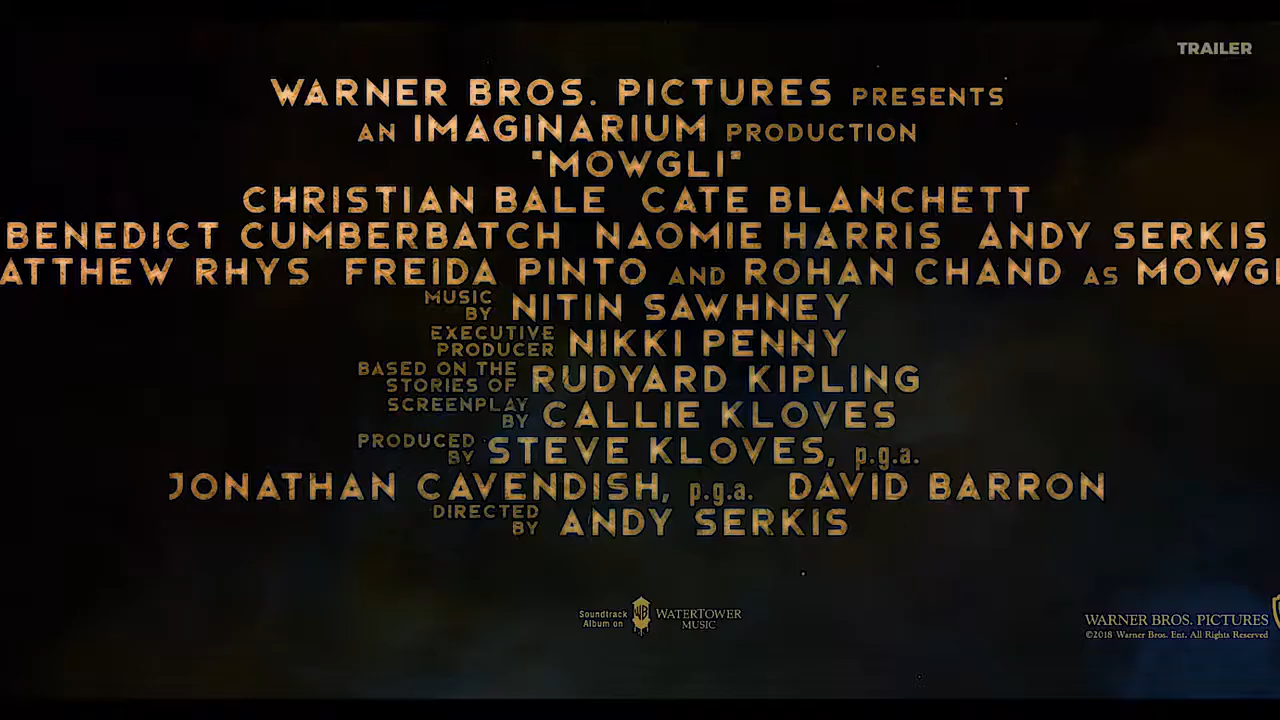 TRAILER
WARNER BROS. PICTURES PRESENTS
AN IMAGINARIUM PRODUCTION
"MOWGLI"
CHRISTIAN BALE CATE BLANCHETT
BENEDICT CUMBERBATCH NAOMIE HARRIS ANDY SERKIS
ATTHEW RHYS FREIDA PINTO AND ROHAN CHAND AS MOWG
MUSIC BY NITIN SAWHNEY
EXECUTIVE PRODUCER NIKKI PENNY
BASED ON THE STORIES OF RUDYARD KIPLING
SCREENPLAY BY CALLIE KLOVES
PRODUCED BY STEVE KLOVES, p.g.a.
JONATHAN CAVENDISH, p.g.a. DAVID BARRON
DIRECTED BY ANDY SERKIS
Soundtrack Album on WB WATERTOWER MUSIC
WARNER BROS. PICTURES
©2018 Warner Bros. Ent. All Rights Reserved